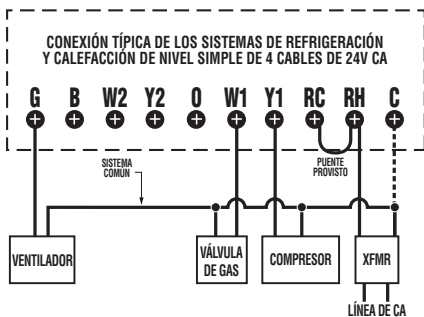 CONEXIÓN TÍPICA DE LOS SISTEMAS DE REFRIGERACIÓN
Y CALEFACCIÓN DE NIVEL SIMPLE DE 4 CABLES DE 24V CA
G B W2 Y2 O W1 Y1 RC RH C
SISTEMA
COMÚN
PUENTE
PROVISTO
VENTILADOR
VÁLVULA
DE GAS
COMPRESOR
XFMR
LÍNEA DE CA